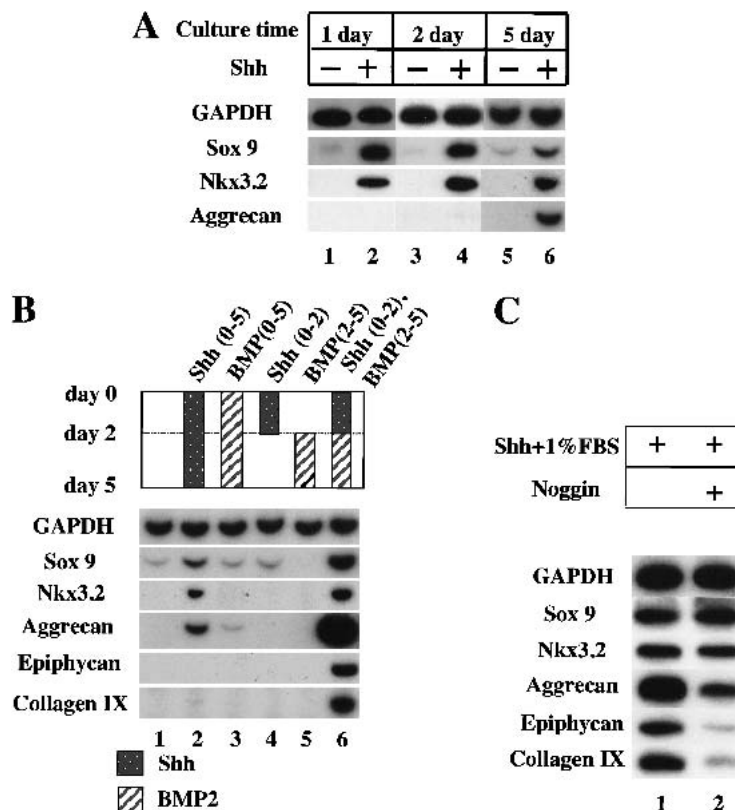 A
Culture time 1 day 2 day 5 day
Shh − + − + − +
GAPDH
Sox 9
Nkx3.2
Aggrecan
1 2 3 4 5 6
B
Shh (0-5)
BMP(0-5)
Shh (0-2)
BMP(2-5)
Shh (0-2),
BMP(2-5)
day 0
day 2
day 5
GAPDH
Sox 9
Nkx3.2
Aggrecan
Epiphycan
Collagen IX
1 2 3 4 5 6
Shh
BMP2
C
Shh+1%FBS + +
Noggin +
GAPDH
Sox 9
Nkx3.2
Aggrecan
Epiphycan
Collagen IX
1 2